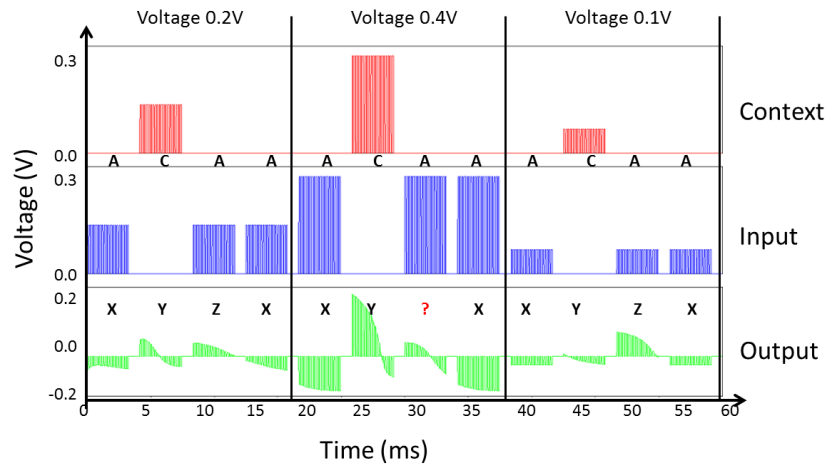 Voltage 0.2V Voltage 0.4V Voltage 0.1V
0.3
Context
0.0
A C A A A C A A A C A A
0.3
Voltage (V)
Input
0.0
0.2
X Y Z X X Y ? X X Y Z X
0.0
Output
-0.2
0 5 10 15 20 25 30 35 40 45 50 55 60
Time (ms)